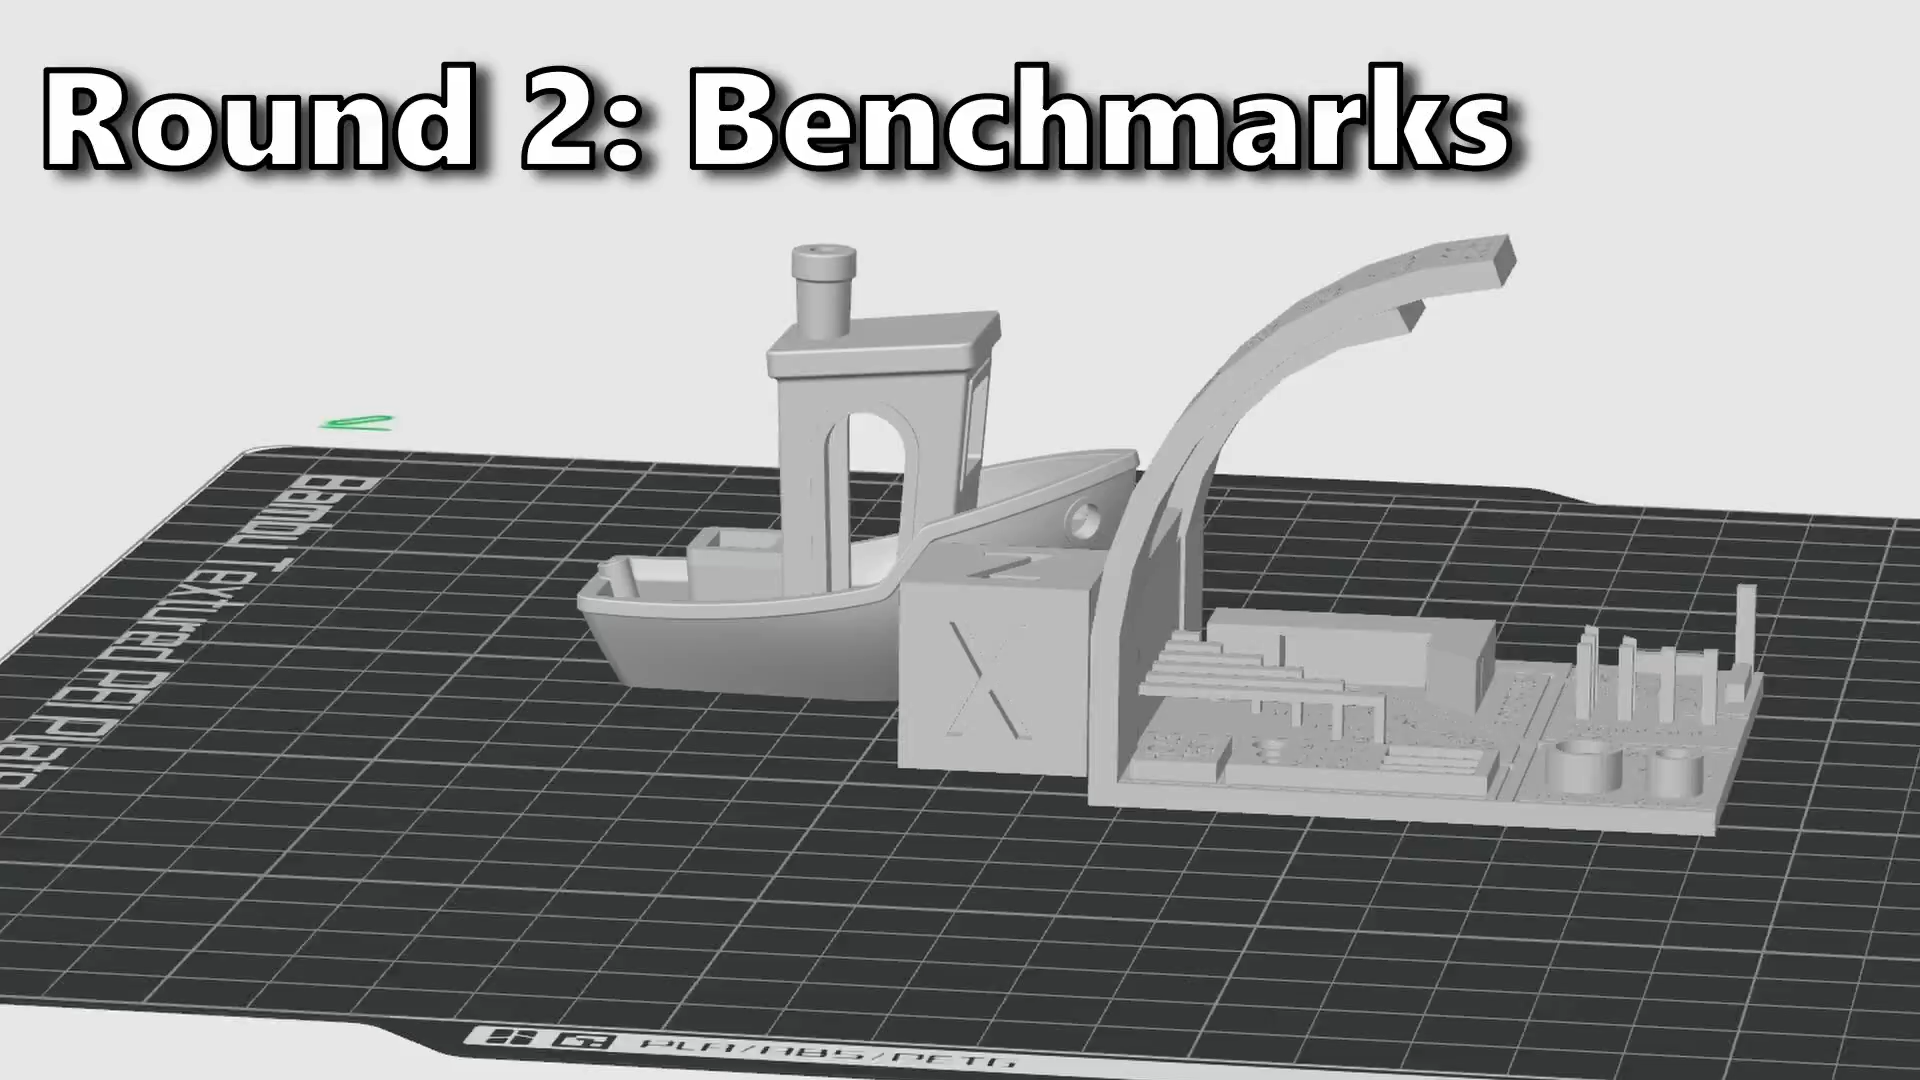 Round 2: Benchmarks
Bambu Textured PEI Plate
Z
X
PLA/ABS/PETG